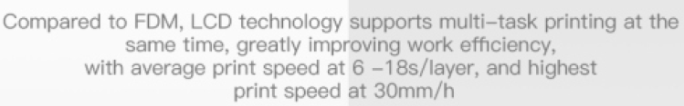 Compared to FDM, LCD technology supports multi-task printing at the
same time, greatly improving work efficiency,
with average print speed at 6 -18s/layer, and highest
print speed at 30mm/h